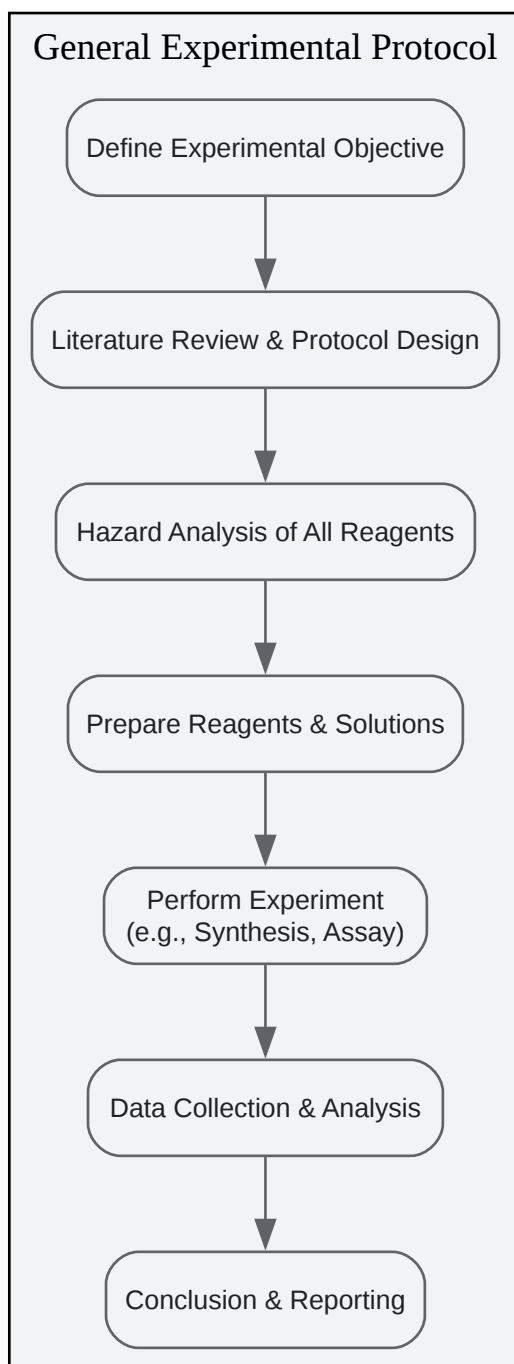 General Experimental Protocol
Define Experimental Objective
Literature Review & Protocol Design
Hazard Analysis of All Reagents
Prepare Reagents & Solutions
Perform Experiment
(e.g., Synthesis, Assay)
Data Collection & Analysis
Conclusion & Reporting